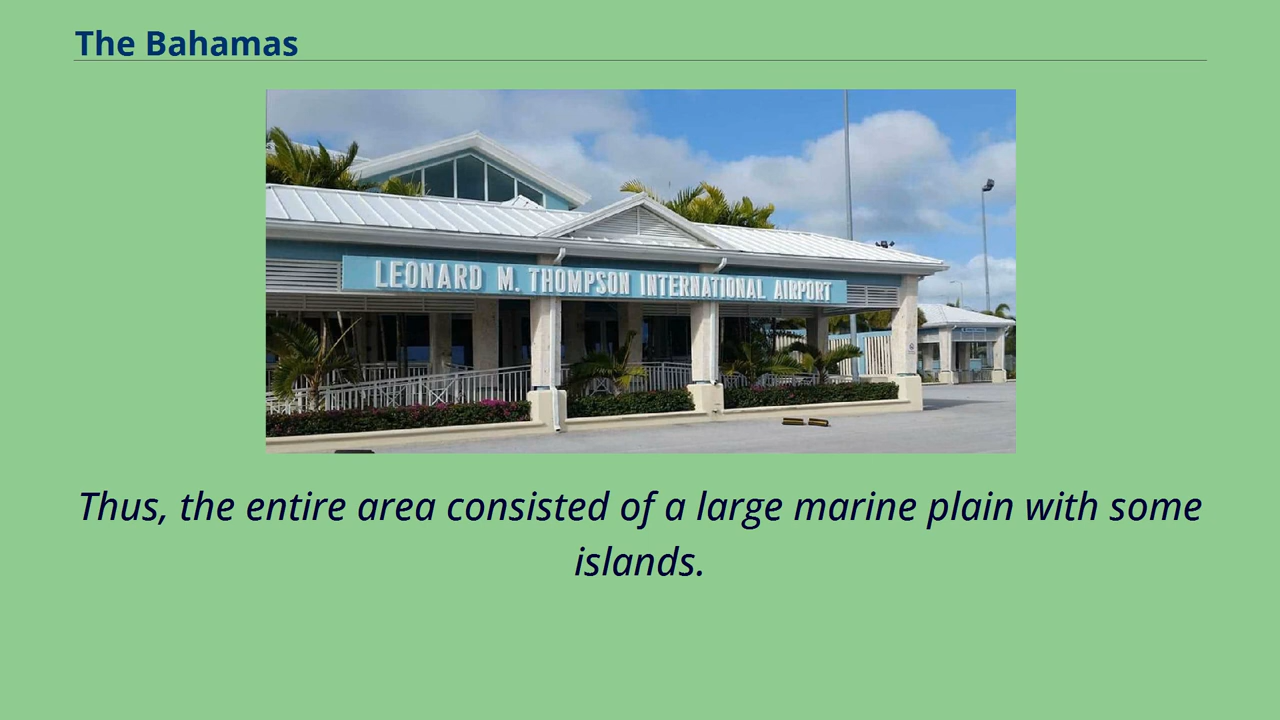 The Bahamas
LEONARD M. THOMPSON INTERNATIONAL AIRPORT
Thus, the entire area consisted of a large marine plain with some
islands.